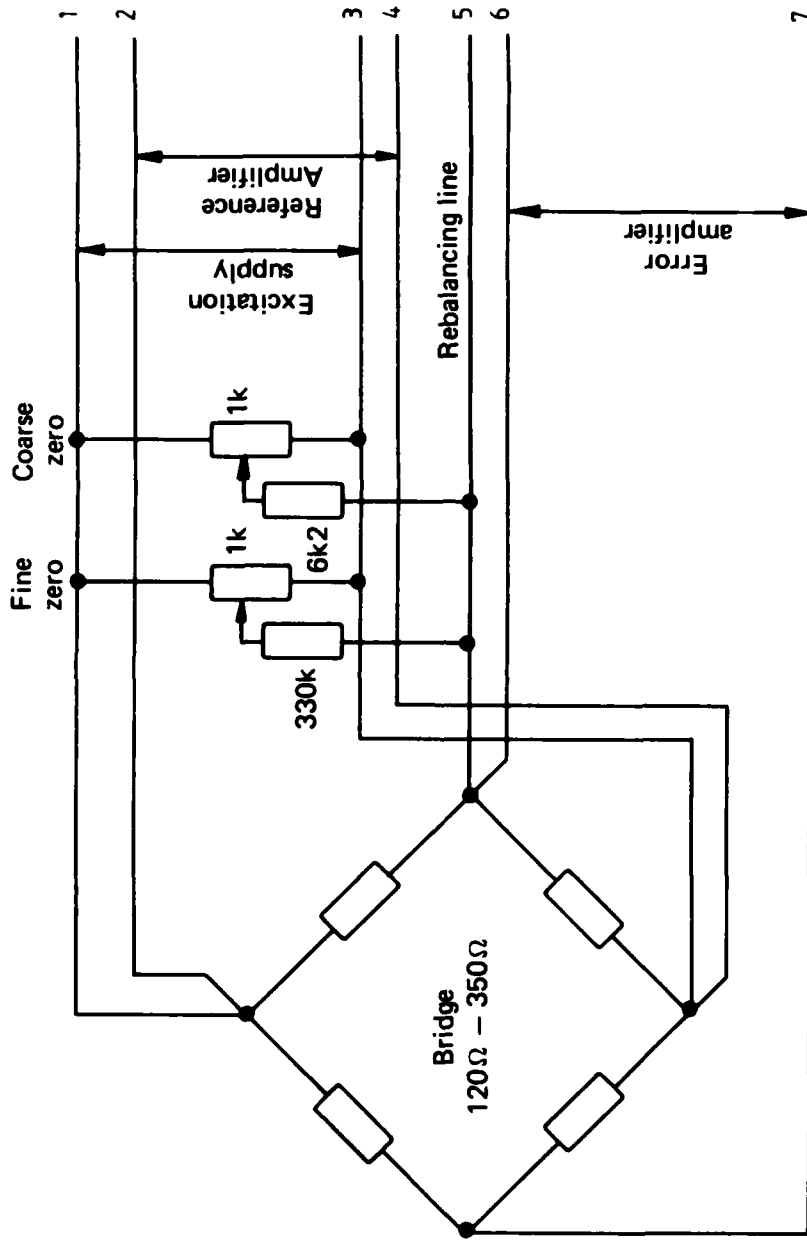 1
2
3
4
5
6
7
Reference
Amplifier
Excitation
supply
Error
amplifier
Rebalancing line
Fine
zero
Coarse
zero
1k
1k
330k
6k2
Bridge
120Ω – 350Ω